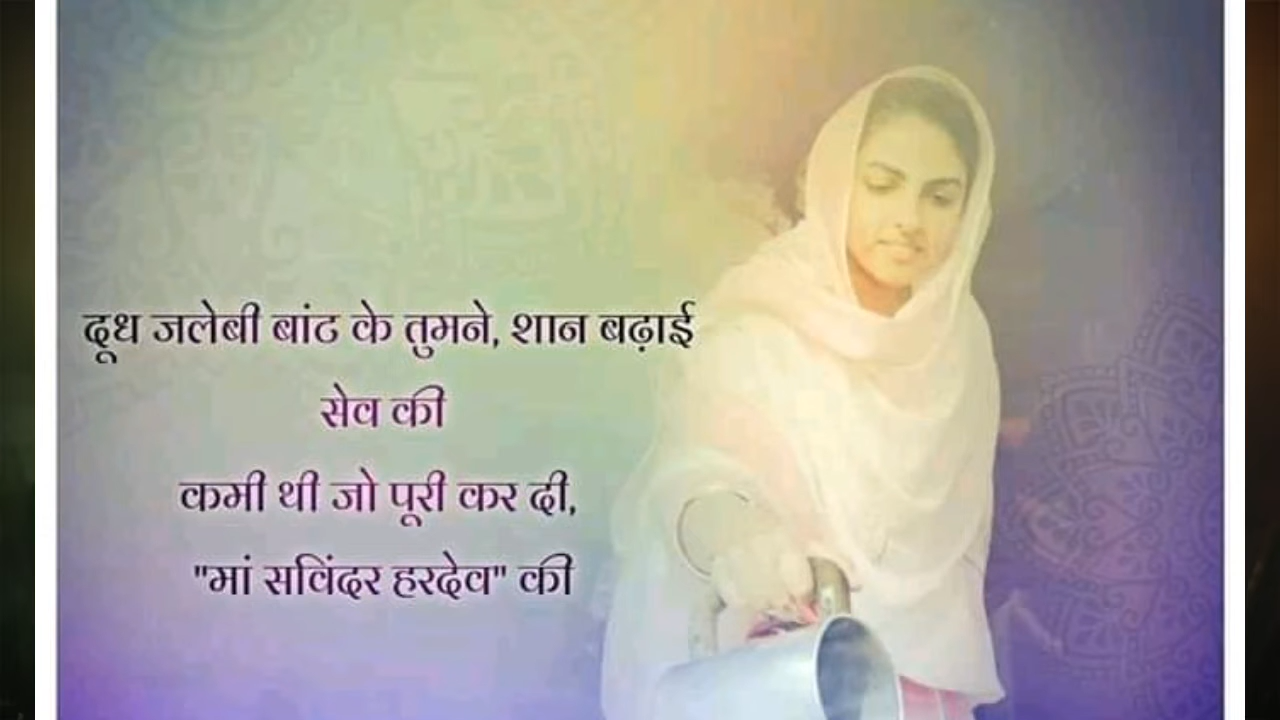 दूध जलेबी बांट के तुमने, शान बढ़ाई
सेव की
कमी थी जो पूरी कर दी,
"मां सविंदर हरदेव" की